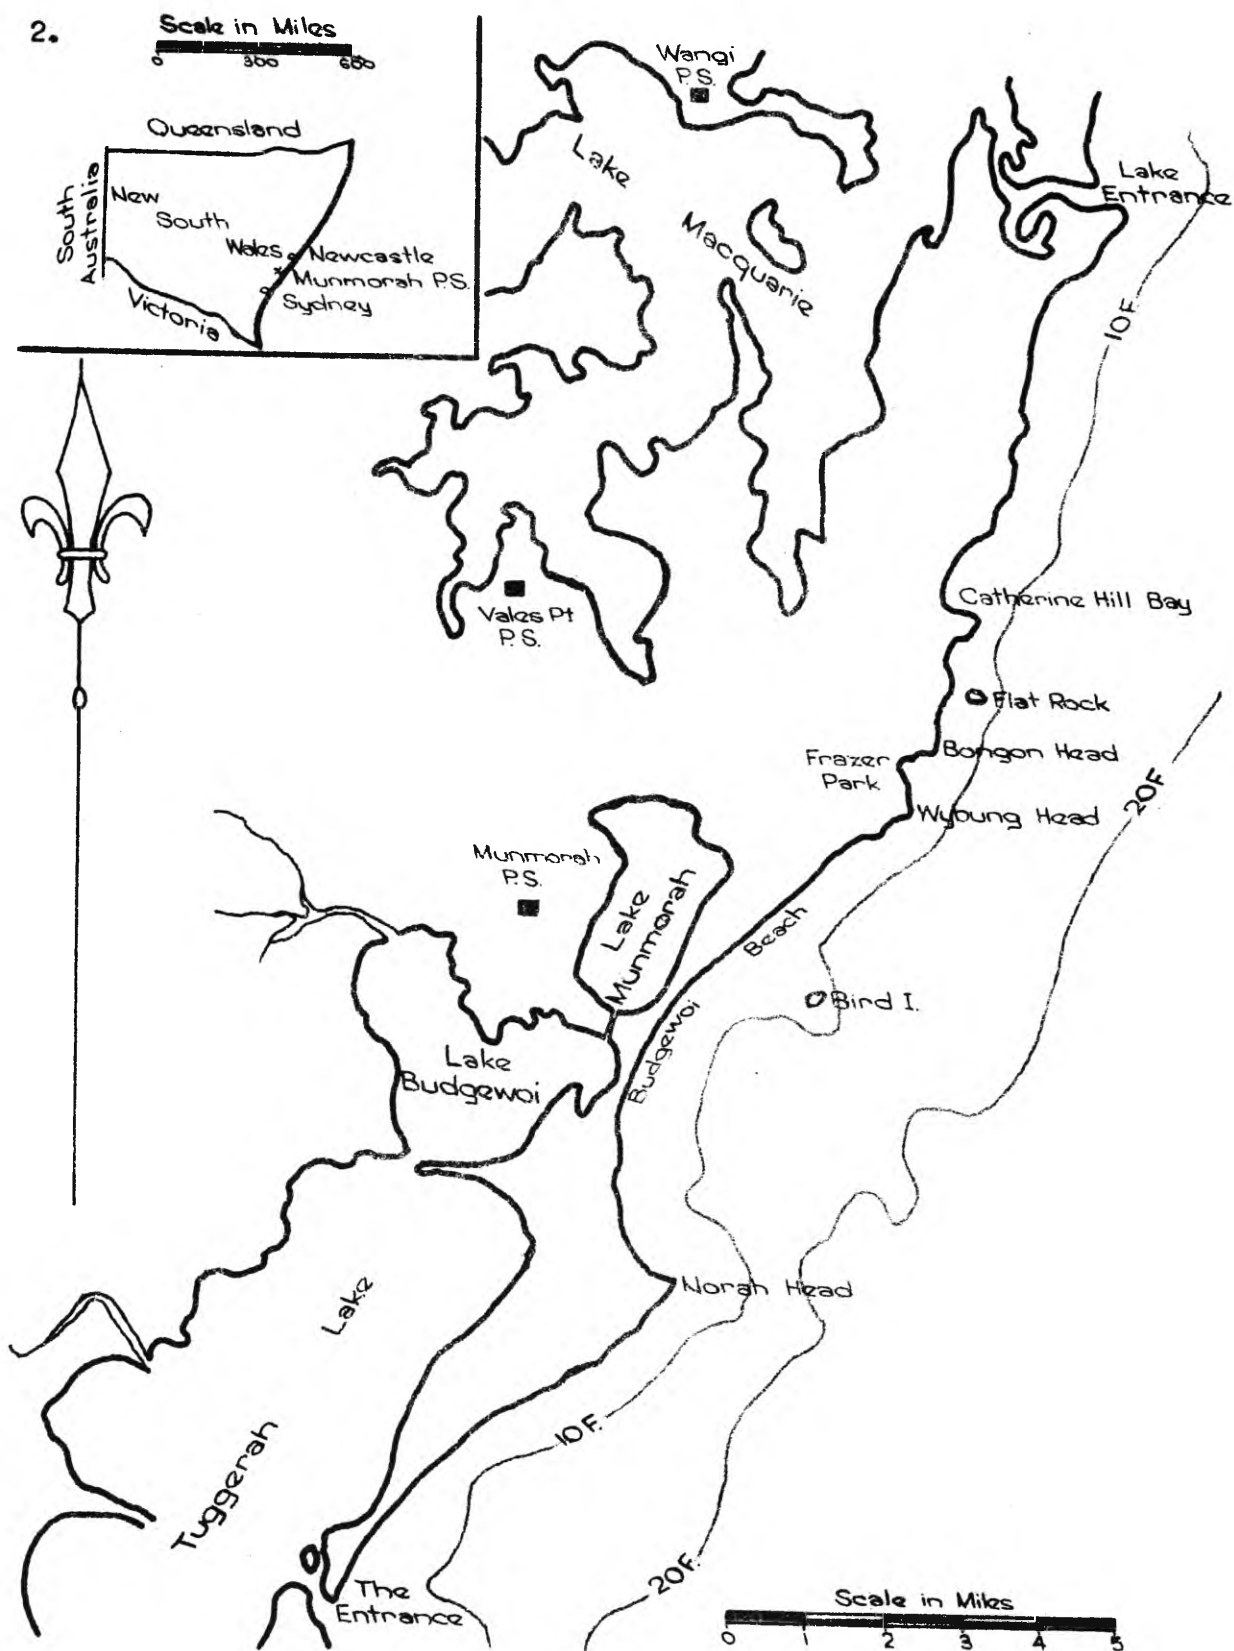 2.
Scale in Miles
0 300 600
Queensland
South
Australia
New
South
Wales
Newcastle
Munmorah P.S.
Sydney
Victoria
Wangi
P.S.
Lake
Macquarie
Lake
Entrance
10F
Catherine Hill Bay
Vales Pt
P.S.
Flat Rock
Bongon Head
Frazer
Park
Wybung Head
20F
Munmorah
P.S.
Lake
Munmorah
Budgewoi Beach
Bird I.
Lake
Budgewoi
Norah Head
Tuggerah Lake
10F.
20F.
The
Entrance
Scale in Miles
0 1 2 3 4 5